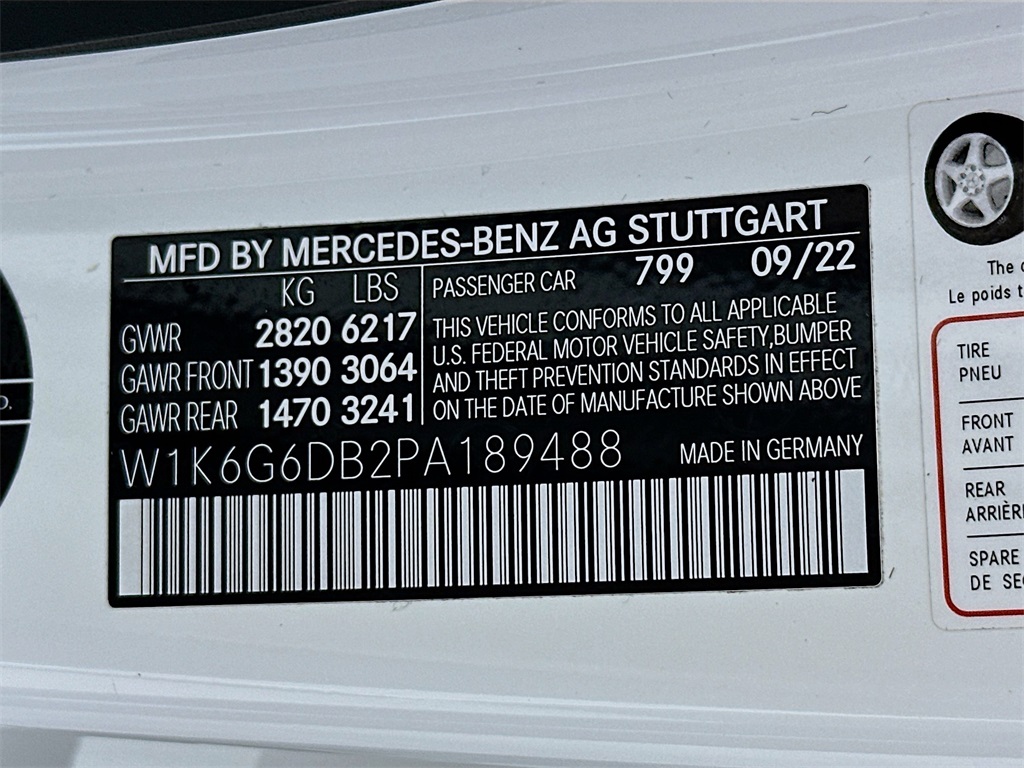 MFD BY MERCEDES-BENZ AG STUTTGART
KG LBS
GVWR 2820 6217
GAWR FRONT 1390 3064
GAWR REAR 1470 3241
PASSENGER CAR 799 09/22
THIS VEHICLE CONFORMS TO ALL APPLICABLE
U.S. FEDERAL MOTOR VEHICLE SAFETY,BUMPER
AND THEFT PREVENTION STANDARDS IN EFFECT
ON THE DATE OF MANUFACTURE SHOWN ABOVE
W1K6G6DB2PA189488 MADE IN GERMANY
The
Le poids
TIRE
PNEU
FRONT
AVANT
REAR
ARRIÈR
SPARE
DE